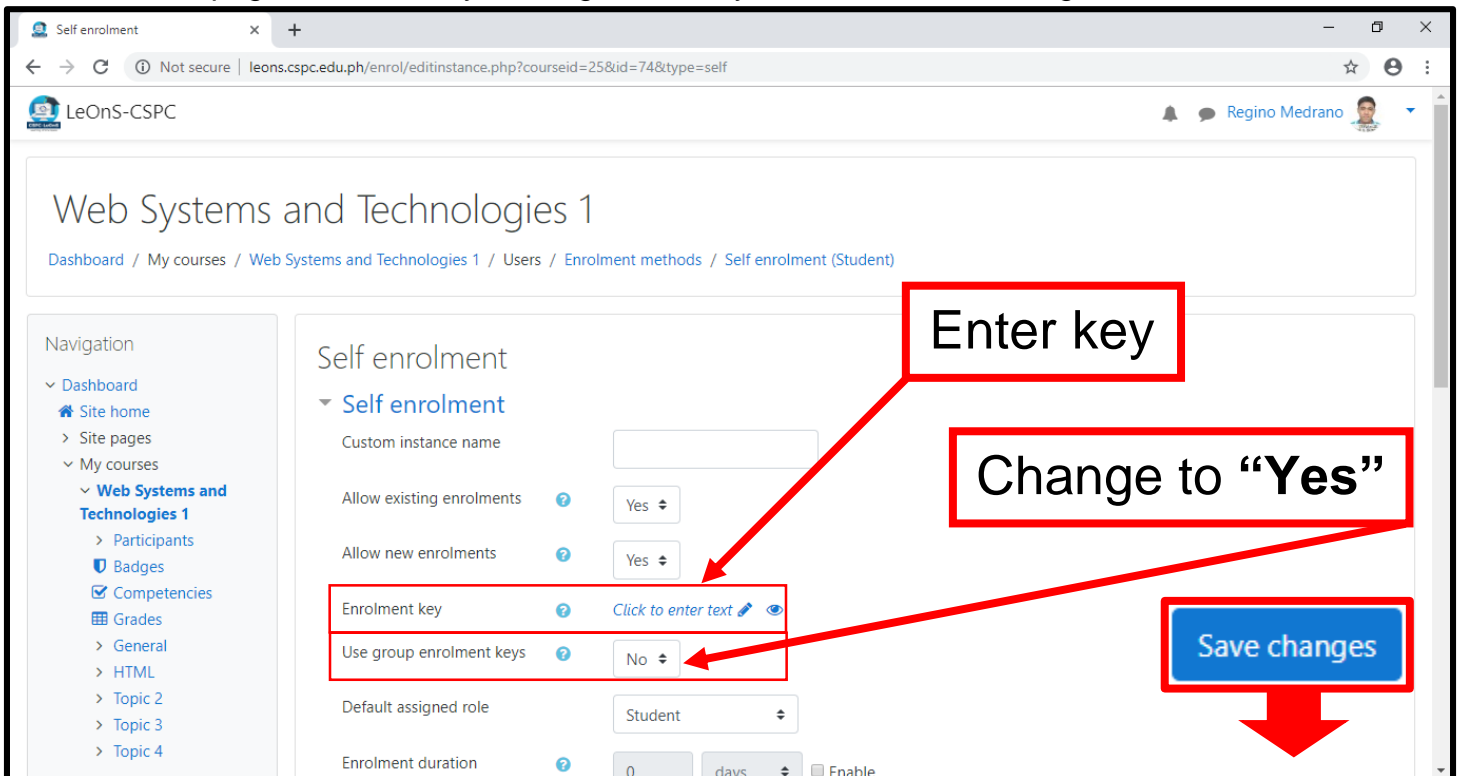 Self enrolment
Not secure | leons.cspc.edu.ph/enrol/editinstance.php?courseid=25&id=74&type=self
LeOnS-CSPC
Regino Medrano
Web Systems and Technologies 1
Dashboard / My courses / Web Systems and Technologies 1 / Users / Enrolment methods / Self enrolment (Student)
Enter key
Navigation
Dashboard
Site home
Site pages
My courses
Web Systems and
Technologies 1
Participants
Badges
Competencies
Grades
General
HTML
Topic 2
Topic 3
Topic 4
Self enrolment
Self enrolment
Custom instance name
Change to “Yes”
Allow existing enrolments Yes
Allow new enrolments Yes
Enrolment key Click to enter text
Use group enrolment keys No
Save changes
Default assigned role Student
Enrolment duration 0 days Enable